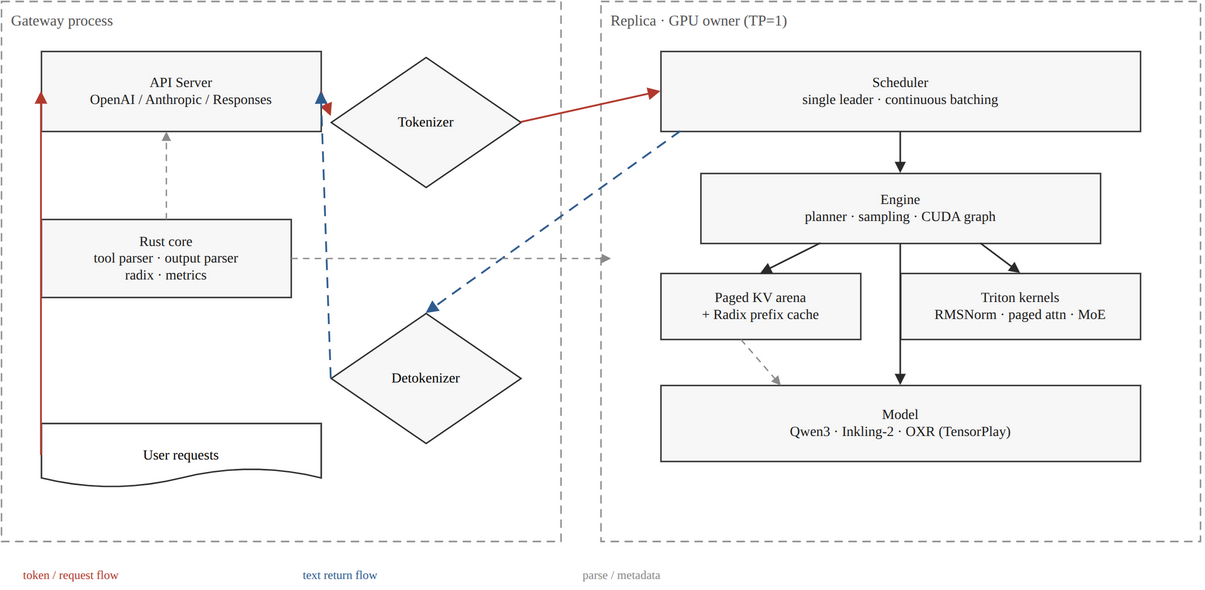 Gateway process
Replica · GPU owner (TP=1)
API Server
OpenAI / Anthropic / Responses
Tokenizer
Scheduler
single leader · continuous batching
Engine
planner · sampling · CUDA graph
Rust core
tool parser · output parser
radix · metrics
Paged KV arena
+ Radix prefix cache
Triton kernels
RMSNorm · paged attn · MoE
Detokenizer
Model
Qwen3 · Inkling-2 · OXR (TensorPlay)
User requests
token / request flow
text return flow
parse / metadata